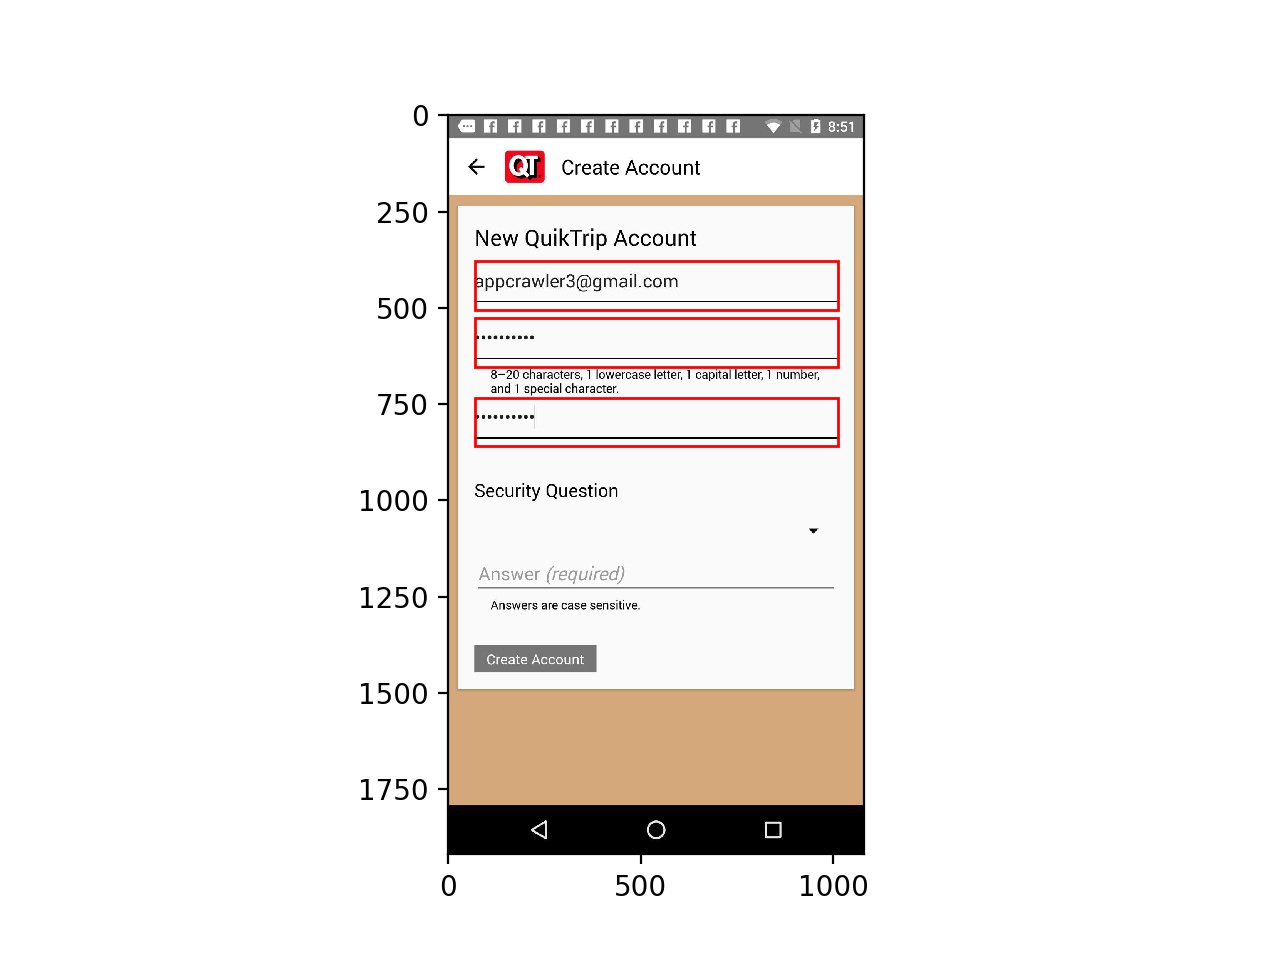 0
8:51
QT
Create Account
250
New QuikTrip Account
appcrawler3@gmail.com
500
••••••••••
8–20 characters, 1 lowercase letter, 1 capital letter, 1 number,
and 1 special character.
750
••••••••••
Security Question
1000
Answer (required)
1250
Answers are case sensitive.
Create Account
1500
1750
0 500 1000